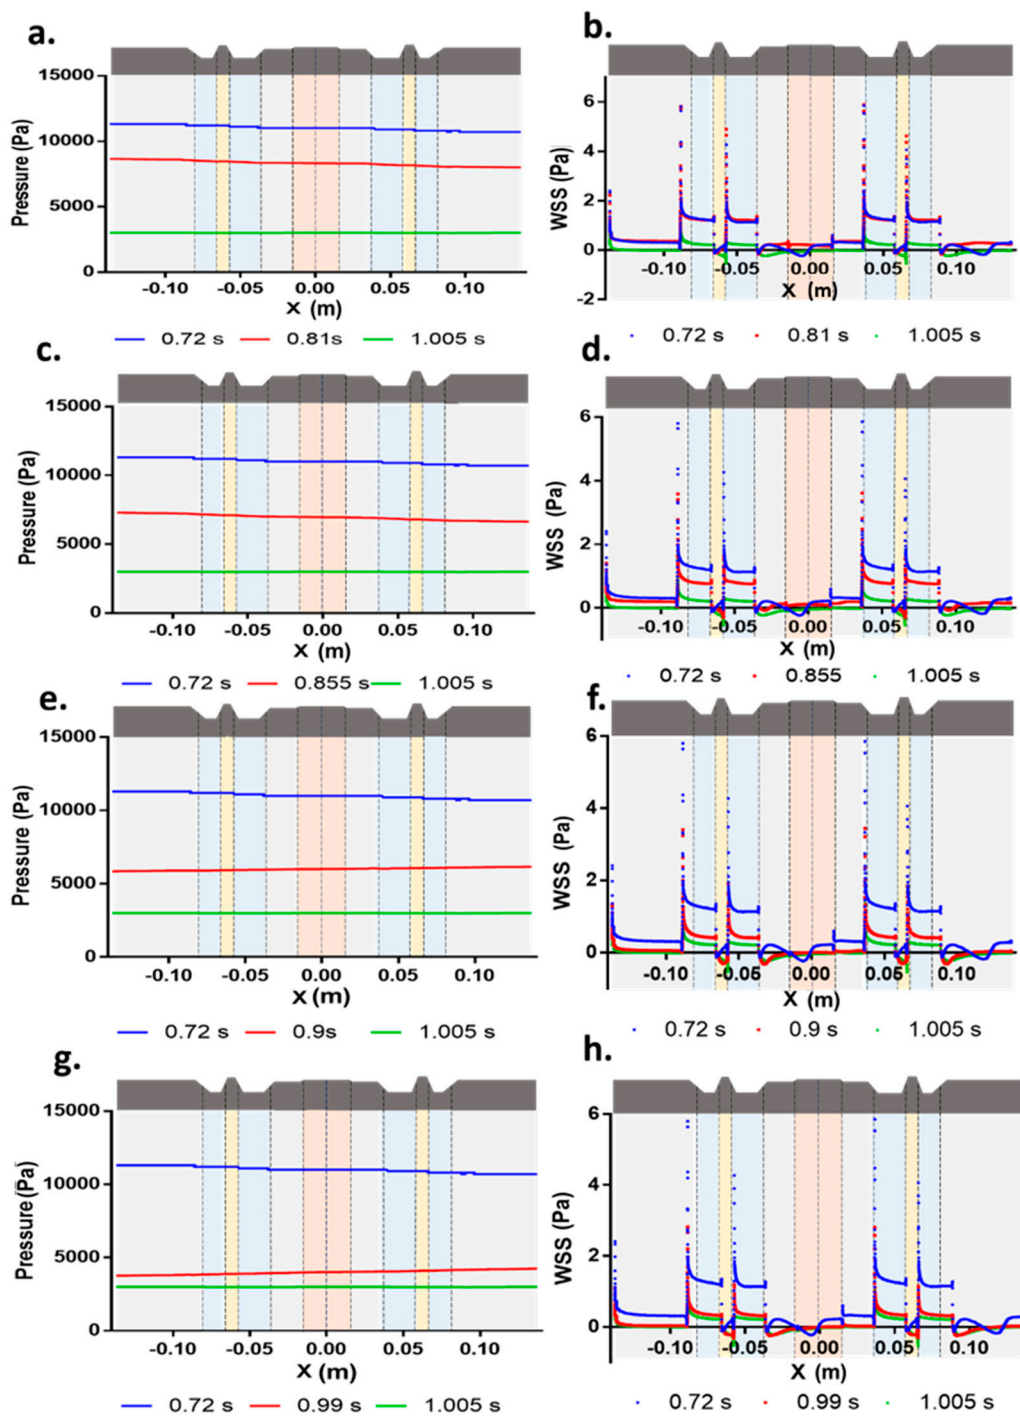 a.
15000
10000
5000
0
Pressure (Pa)
-0.10 -0.05 0.00 0.05 0.10
X (m)
0.72 s 0.81s 1.005 s
b.
6
4
2
0
-2
WSS (Pa)
-0.10 -0.05 0.00 0.05 0.10
X (m)
0.72 s 0.81 s 1.005 s
c.
15000
10000
5000
0
Pressure (Pa)
-0.10 -0.05 0.00 0.05 0.10
X (m)
0.72 s 0.855 s 1.005 s
d.
6
4
2
0
WSS (Pa)
-0.10 -0.05 0.00 0.05 0.10
X (m)
0.72 s 0.855 1.005 s
e.
15000
10000
5000
0
Pressure (Pa)
-0.10 -0.05 0.00 0.05 0.10
X (m)
0.72 s 0.9s 1.005 s
f.
6
4
2
0
WSS (Pa)
-0.10 -0.05 0.00 0.05 0.10
X (m)
0.72 s 0.9 s 1.005 s
g.
15000
10000
5000
0
Pressure (Pa)
-0.10 -0.05 0.00 0.05 0.10
X (m)
0.72 s 0.99 s 1.005 s
h.
6
4
2
0
WSS (Pa)
-0.10 -0.05 0.00 0.05 0.10
X (m)
0.72 s 0.99 s 1.005 s